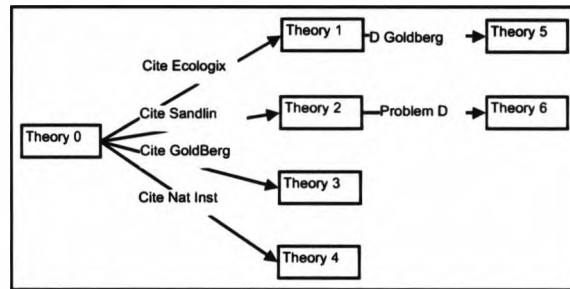 Theory 1
D Goldberg
Theory 5
Cite Ecologix
Cite Sandlin
Theory 2
Problem D
Theory 6
Theory 0
Cite GoldBerg
Theory 3
Cite Nat Inst
Theory 4